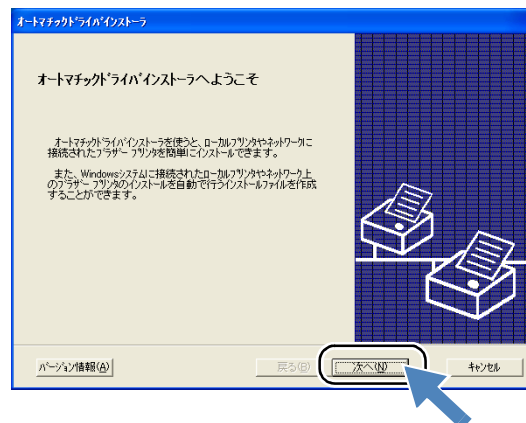 オートマチックドライバインストーラ
オートマチックドライバインストーラへようこそ
オートマチックドライバインストーラを使うと、ローカルプリンタやネットワークに
接続されたブラザー プリンタを簡単にインストールできます。
また、Windowsシステムに接続されたローカルプリンタやネットワーク上
のブラザー プリンタのインストールを自動で行うインストールファイルを作成
することができます。
バージョン情報(A)
戻る(B)
次へ(N)
キャンセル